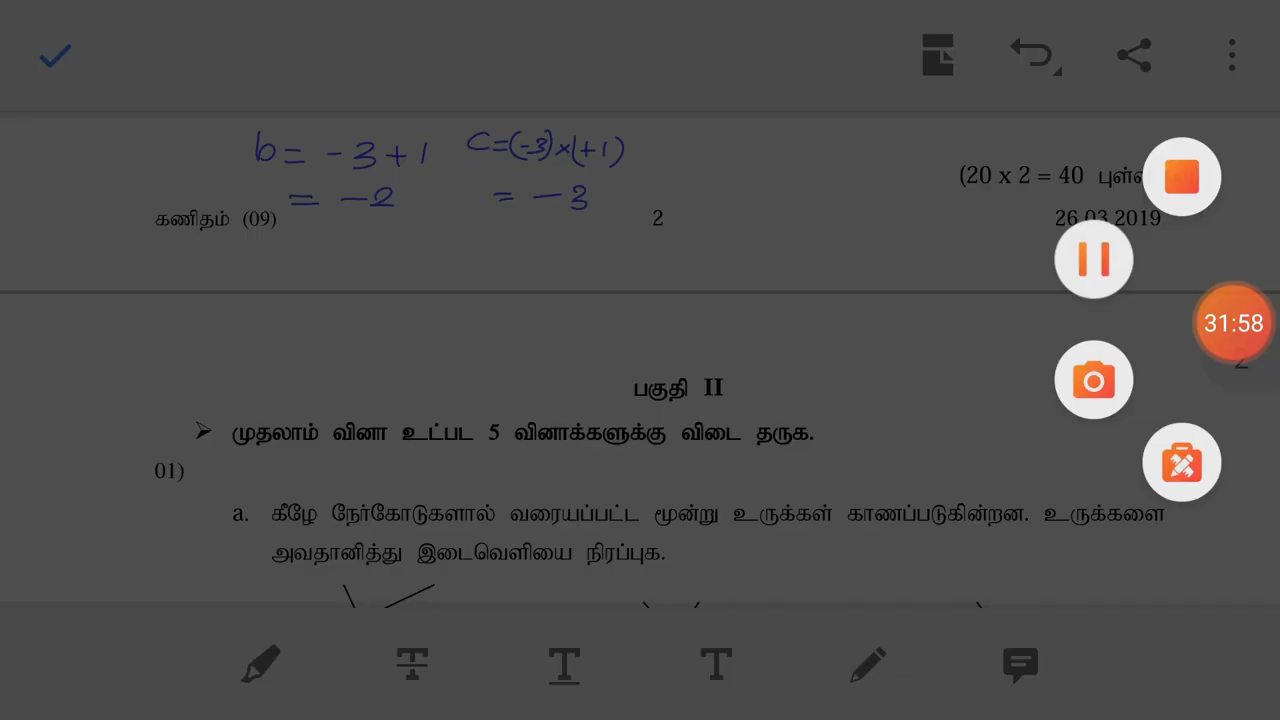 b = -3 + 1 c = (-3) × (+1)
= -2 = -3
(20 x 2 = 40
கணிதம் (09) 2 26.03.2019
31:58
2
பகுதி II
➢ முதலாம் வினா உட்பட 5 வினாக்களுக்கு விடை தருக.
01)
a. கீழே நேர்கோடுகளால் வரையப்பட்ட மூன்று உருக்கள் காணப்படுகின்றன. உருக்களை
அவதானித்து இடைவெளியை நிரப்புக.